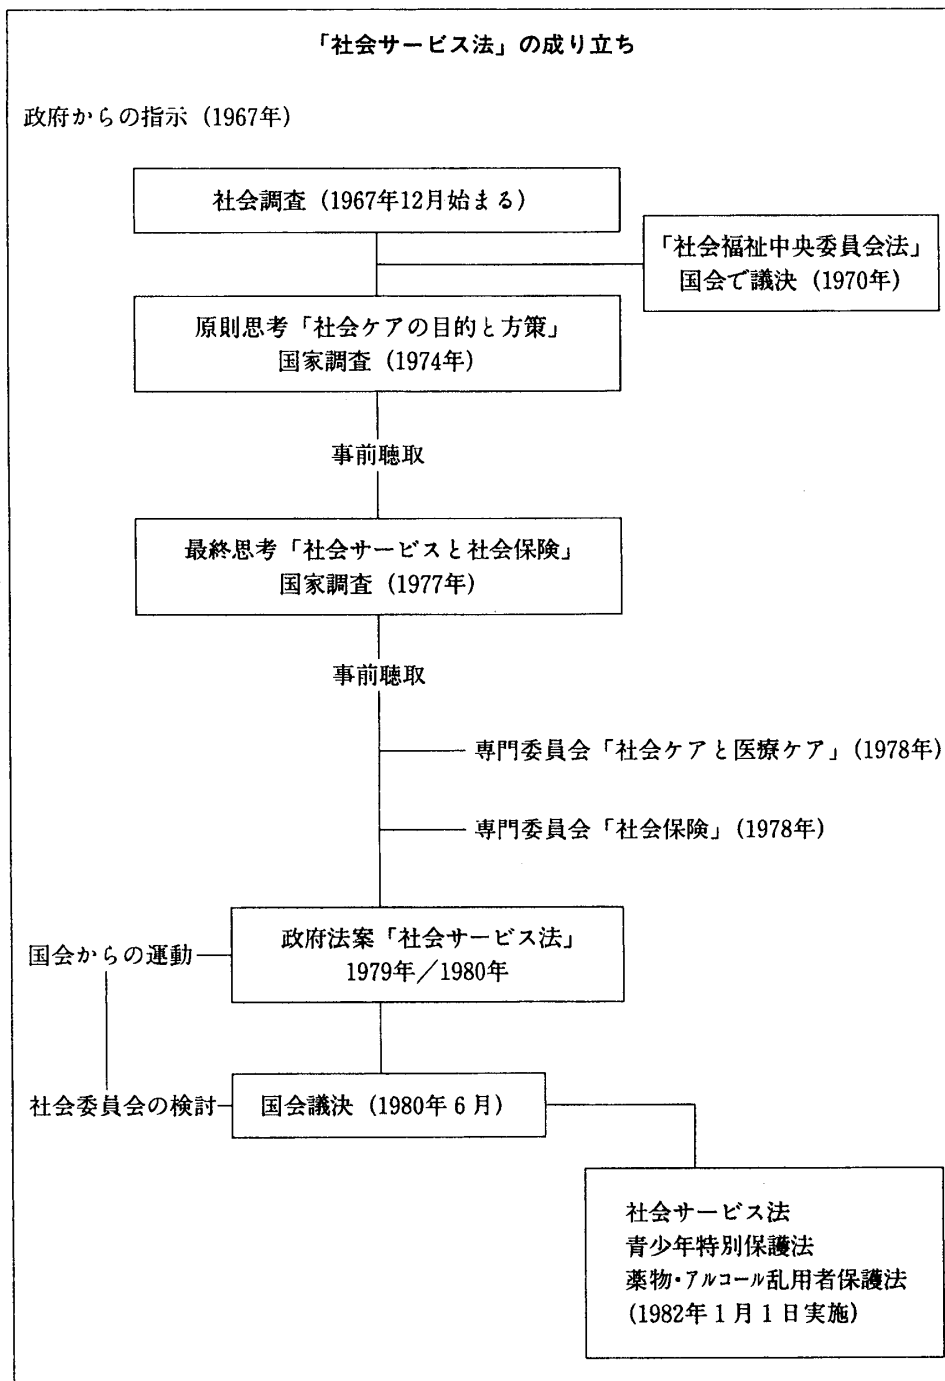 「社会サービス法」の成り立ち
政府からの指示（1967年）
社会調査（1967年12月始まる）
「社会福祉中央委員会法」
国会で議決（1970年）
原則思考「社会ケアの目的と方策」
国家調査（1974年）
事前聴取
最終思考「社会サービスと社会保険」
国家調査（1977年）
事前聴取
専門委員会「社会ケアと医療ケア」（1978年）
専門委員会「社会保険」（1978年）
政府法案「社会サービス法」
1979年／1980年
国会からの運動
社会委員会の検討
国会議決（1980年6月）
社会サービス法
青少年特別保護法
薬物・アルコール乱用者保護法
（1982年1月1日実施）